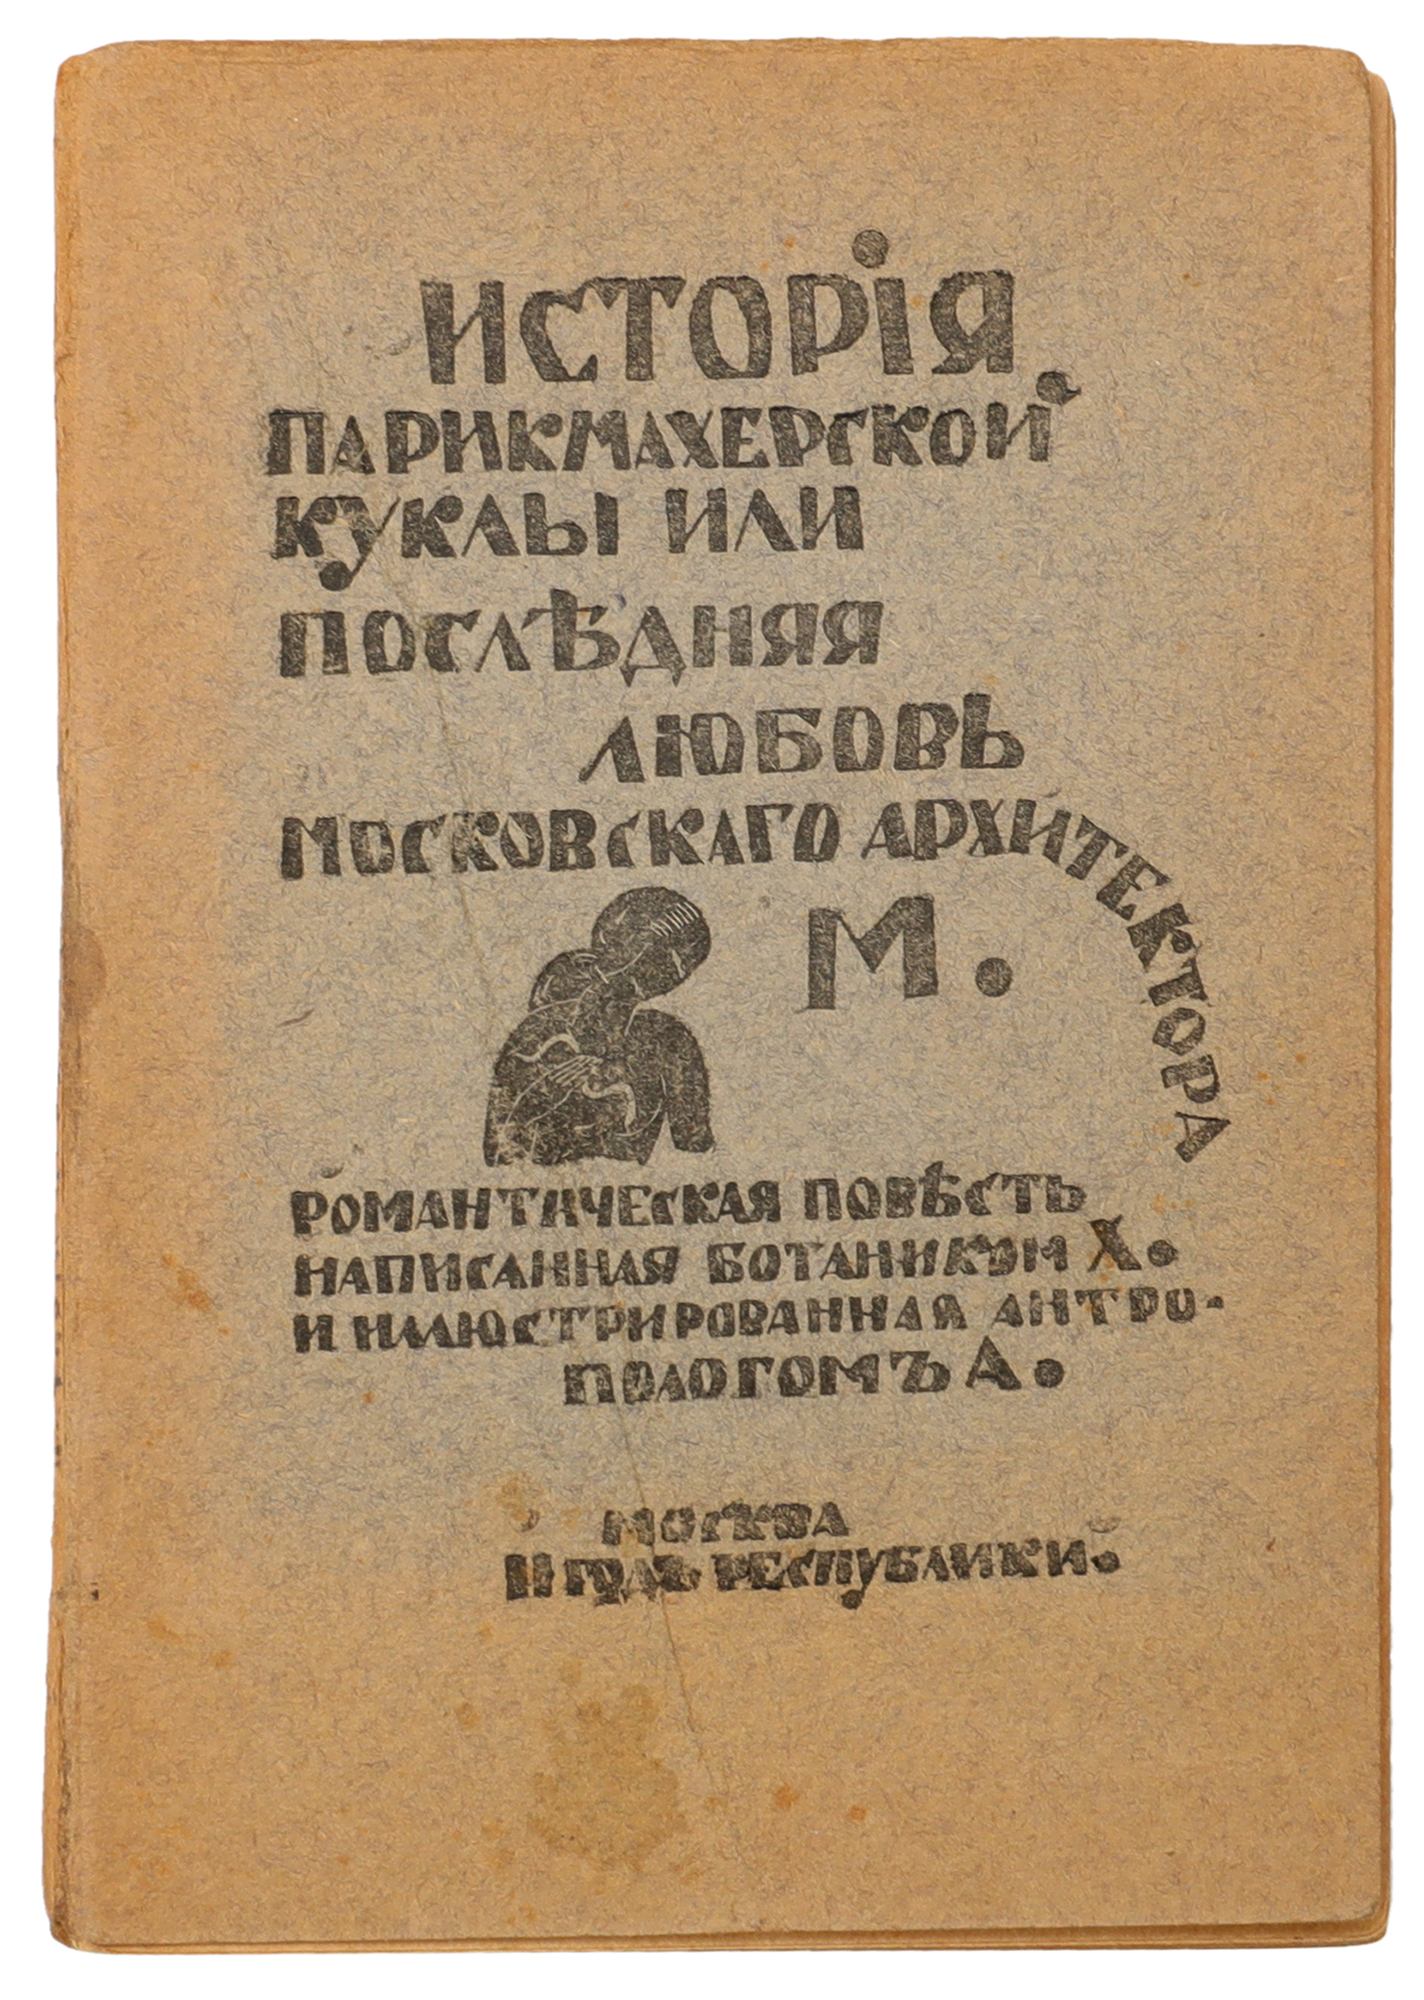 ИСТОРІЯ
ПАРИКМАХЕРСКОЙ
КУКЛЫ ИЛИ
ПОСЛѢДНЯЯ
ЛЮБОВЬ
МОСКОВСКАГО АРХИТЕКТОРА
М.
РОМАНТИЧЕСКАЯ ПОВѢСТЬ
НАПИСАННАЯ БОТАНИКОМ Х.
И ИЛЛЮСТРИРОВАННАЯ АНТРО-
ПОЛОГОМЪ А.
МОСКВА
II ГОДЪ РЕСПУБЛИКИ.